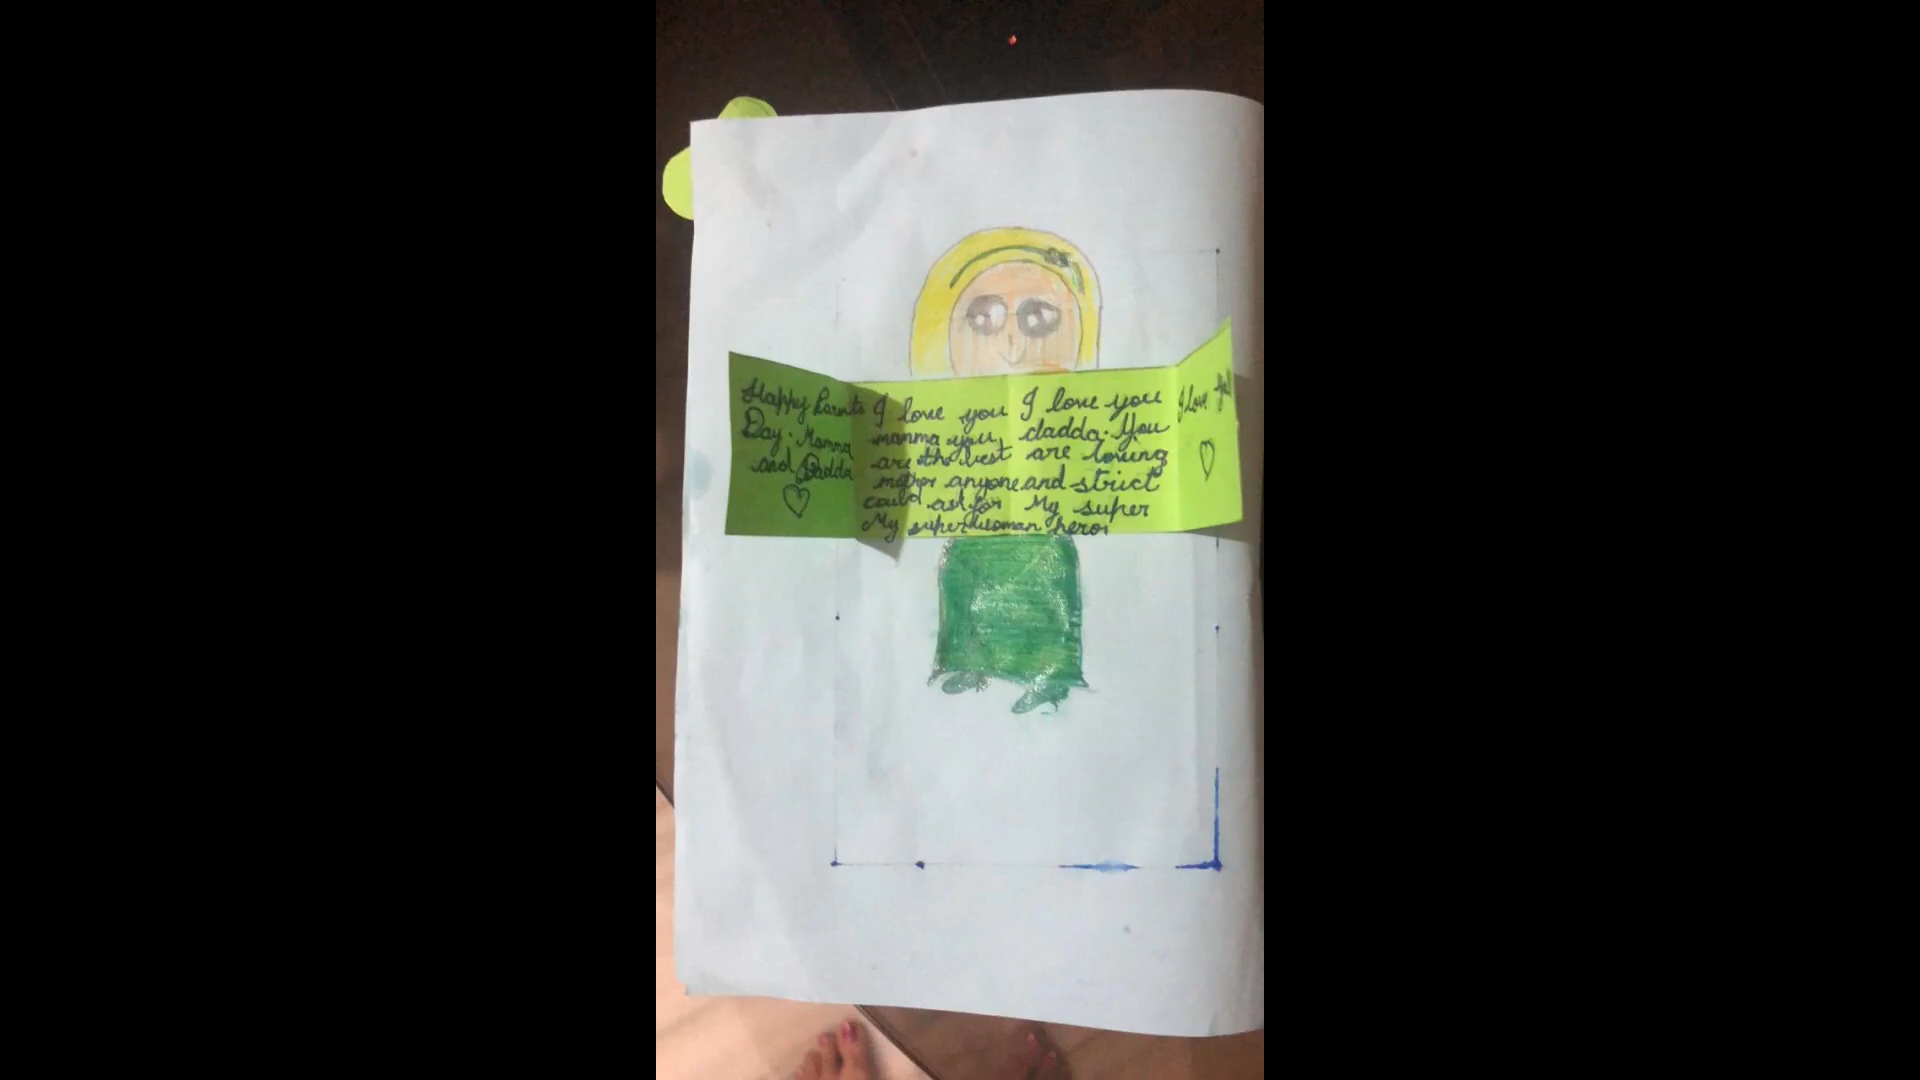 Happy Parents
Day. Mamma
and Dadda
I love you
mamma you
are the best
mother anyone
could ask for
My superwoman
I love you
dadda. You
are loving
and strict
My super
hero.
I love